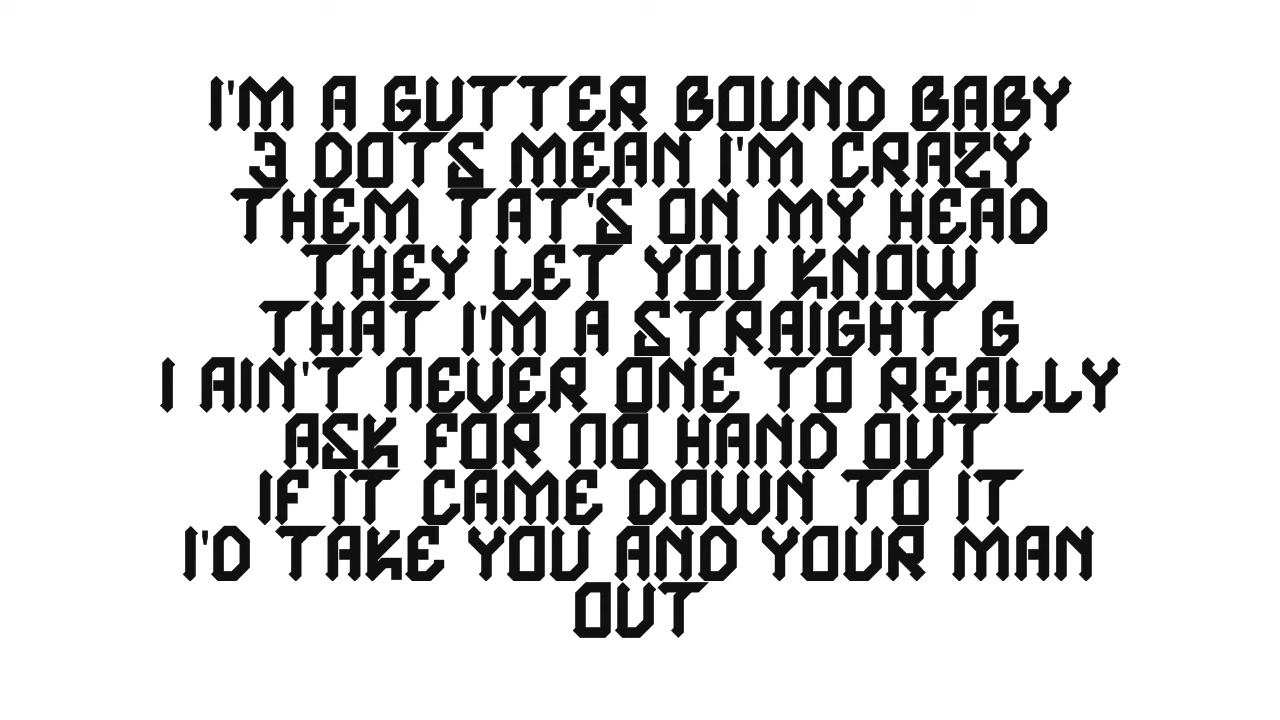 I'M A GUTTER BOUND BABY
3 DOTS MEAN I'M CRAZY
THEM TAT'S ON MY HEAD
THEY LET YOU KNOW
THAT I'M A STRAIGHT G
I AIN'T NEVER ONE TO REALLY
ASK FOR NO HAND OUT
IF IT CAME DOWN TO IT
I'D TAKE YOU AND YOUR MAN
OUT